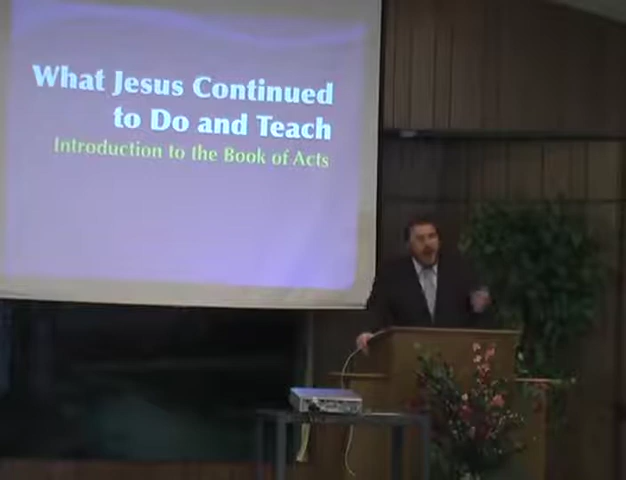 What Jesus Continued
to Do and Teach
Introduction to the Book of Acts